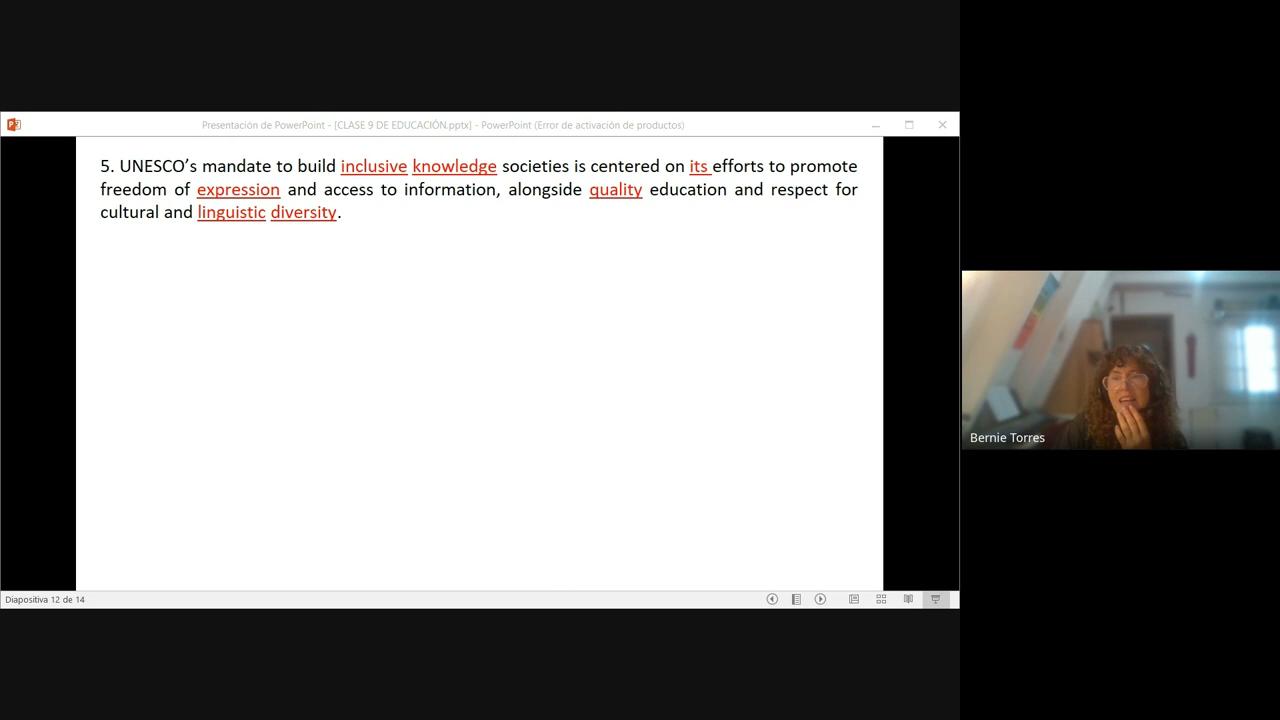 Presentación de PowerPoint - [CLASE 9 DE EDUCACIÓN.pptx] - PowerPoint (Error de activación de productos)
5. UNESCO’s mandate to build inclusive knowledge societies is centered on its efforts to promote
freedom of expression and access to information, alongside quality education and respect for
cultural and linguistic diversity.
Bernie Torres
Diapositiva 12 de 14